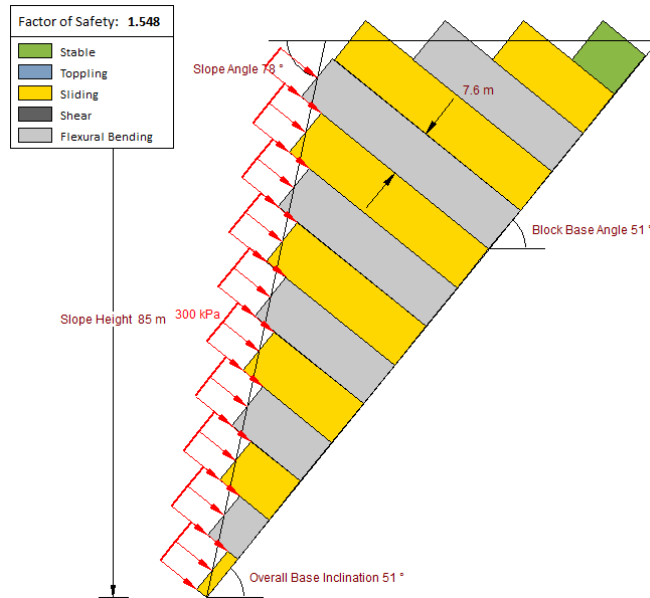 Factor of Safety: 1.548
Stable
Toppling
Sliding
Shear
Flexural Bending
Slope Angle 78 °
7.6 m
Block Base Angle 51 °
Slope Height 85 m
300 kPa
Overall Base Inclination 51 °